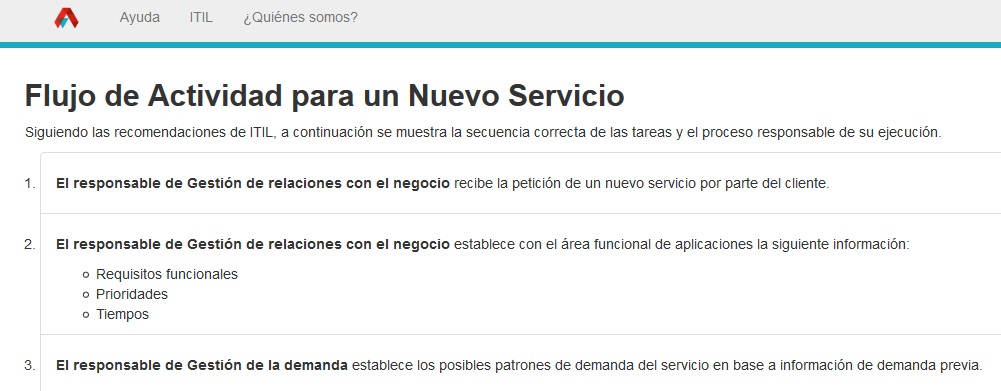 Ayuda ITIL ¿Quiénes somos?
Flujo de Actividad para un Nuevo Servicio
Siguiendo las recomendaciones de ITIL, a continuación se muestra la secuencia correcta de las tareas y el proceso responsable de su ejecución.
1. El responsable de Gestión de relaciones con el negocio recibe la petición de un nuevo servicio por parte del cliente.
2. El responsable de Gestión de relaciones con el negocio establece con el área funcional de aplicaciones la siguiente información:
Requisitos funcionales
Prioridades
Tiempos
3. El responsable de Gestión de la demanda establece los posibles patrones de demanda del servicio en base a información de demanda previa.